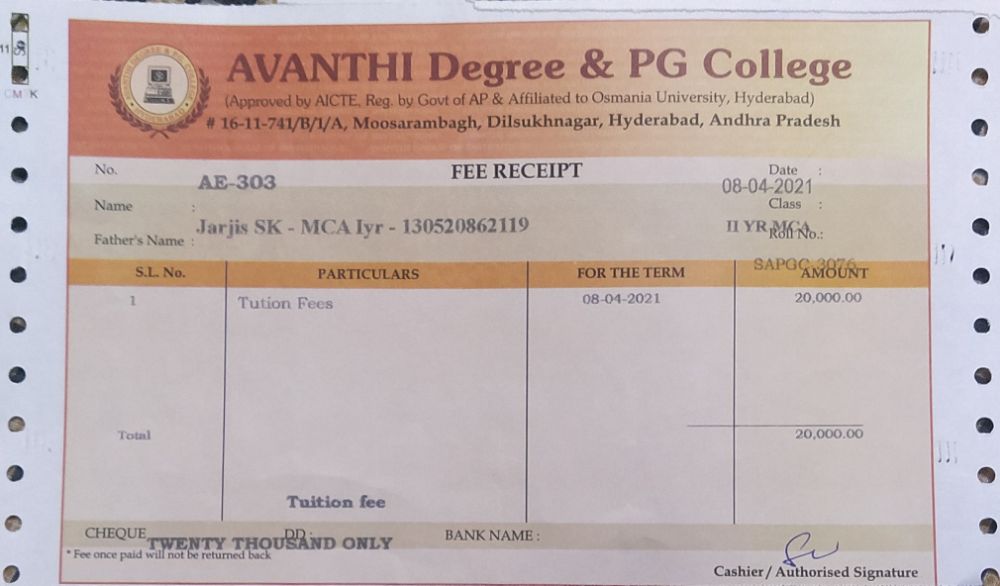 AVANTHI Degree & PG College
(Approved by AICTE, Reg. by Govt of AP & Affiliated to Osmania University, Hyderabad)
# 16-11-741/B/1/A, Moosarambagh, Dilsukhnagar, Hyderabad, Andhra Pradesh
No. AE-303 FEE RECEIPT Date : 08-04-2021
Name : Jarjis SK - MCA Iyr - 130520862119 Class : II YR MCA
Father's Name : Roll No.: SAPGC-3076
S.L. No. PARTICULARS FOR THE TERM AMOUNT
1 Tution Fees 08-04-2021 20,000.00
Total 20,000.00
Tuition fee
CHEQUE DD : BANK NAME :
TWENTY THOUSAND ONLY
* Fee once paid will not be returned back
Cashier / Authorised Signature